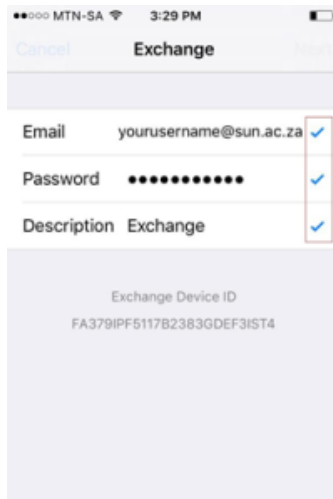 MTN-SA 3:29 PM
Cancel Exchange Next
Email yourusername@sun.ac.za
Password ●●●●●●●●●●●
Description Exchange
Exchange Device ID
FA379IPF5117B2383GDEF3IST4